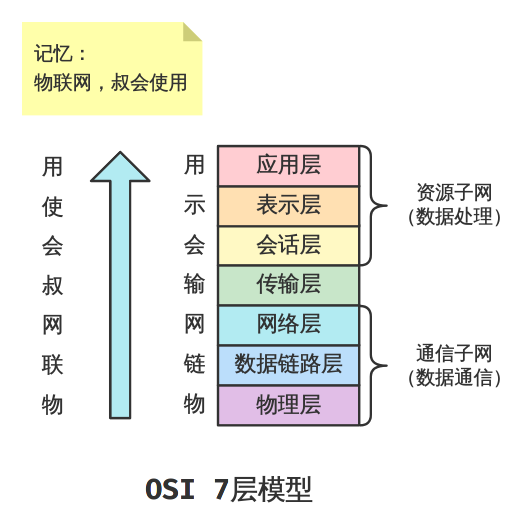 记忆：
物联网，叔会使用
用 用 应用层
使 示 表示层
会 会 会话层
叔 输 传输层
网 网 网络层
联 链 数据链路层
物 物 物理层
资源子网
（数据处理）
通信子网
（数据通信）
OSI 7层模型